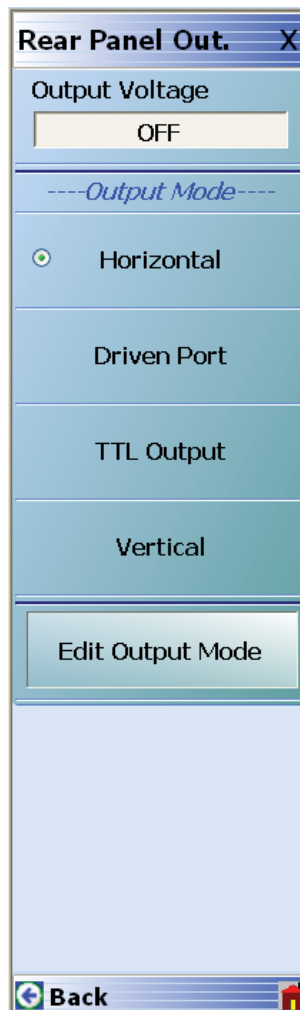 Rear Panel Out. X
Output Voltage
OFF
----Output Mode----
Horizontal
Driven Port
TTL Output
Vertical
Edit Output Mode
Back